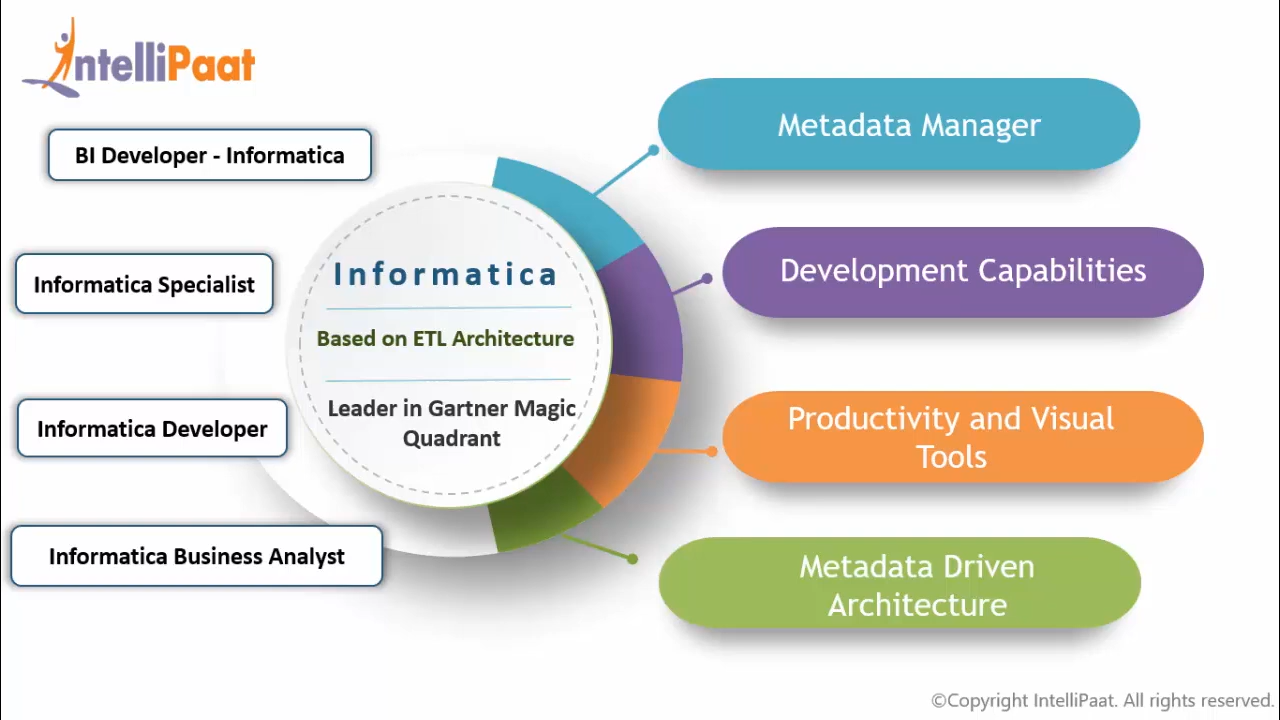 IntelliPaat
BI Developer - Informatica
Informatica Specialist
Informatica Developer
Informatica Business Analyst
Informatica
Based on ETL Architecture
Leader in Gartner Magic
Quadrant
Metadata Manager
Development Capabilities
Productivity and Visual
Tools
Metadata Driven
Architecture
©Copyright IntelliPaat. All rights reserved.